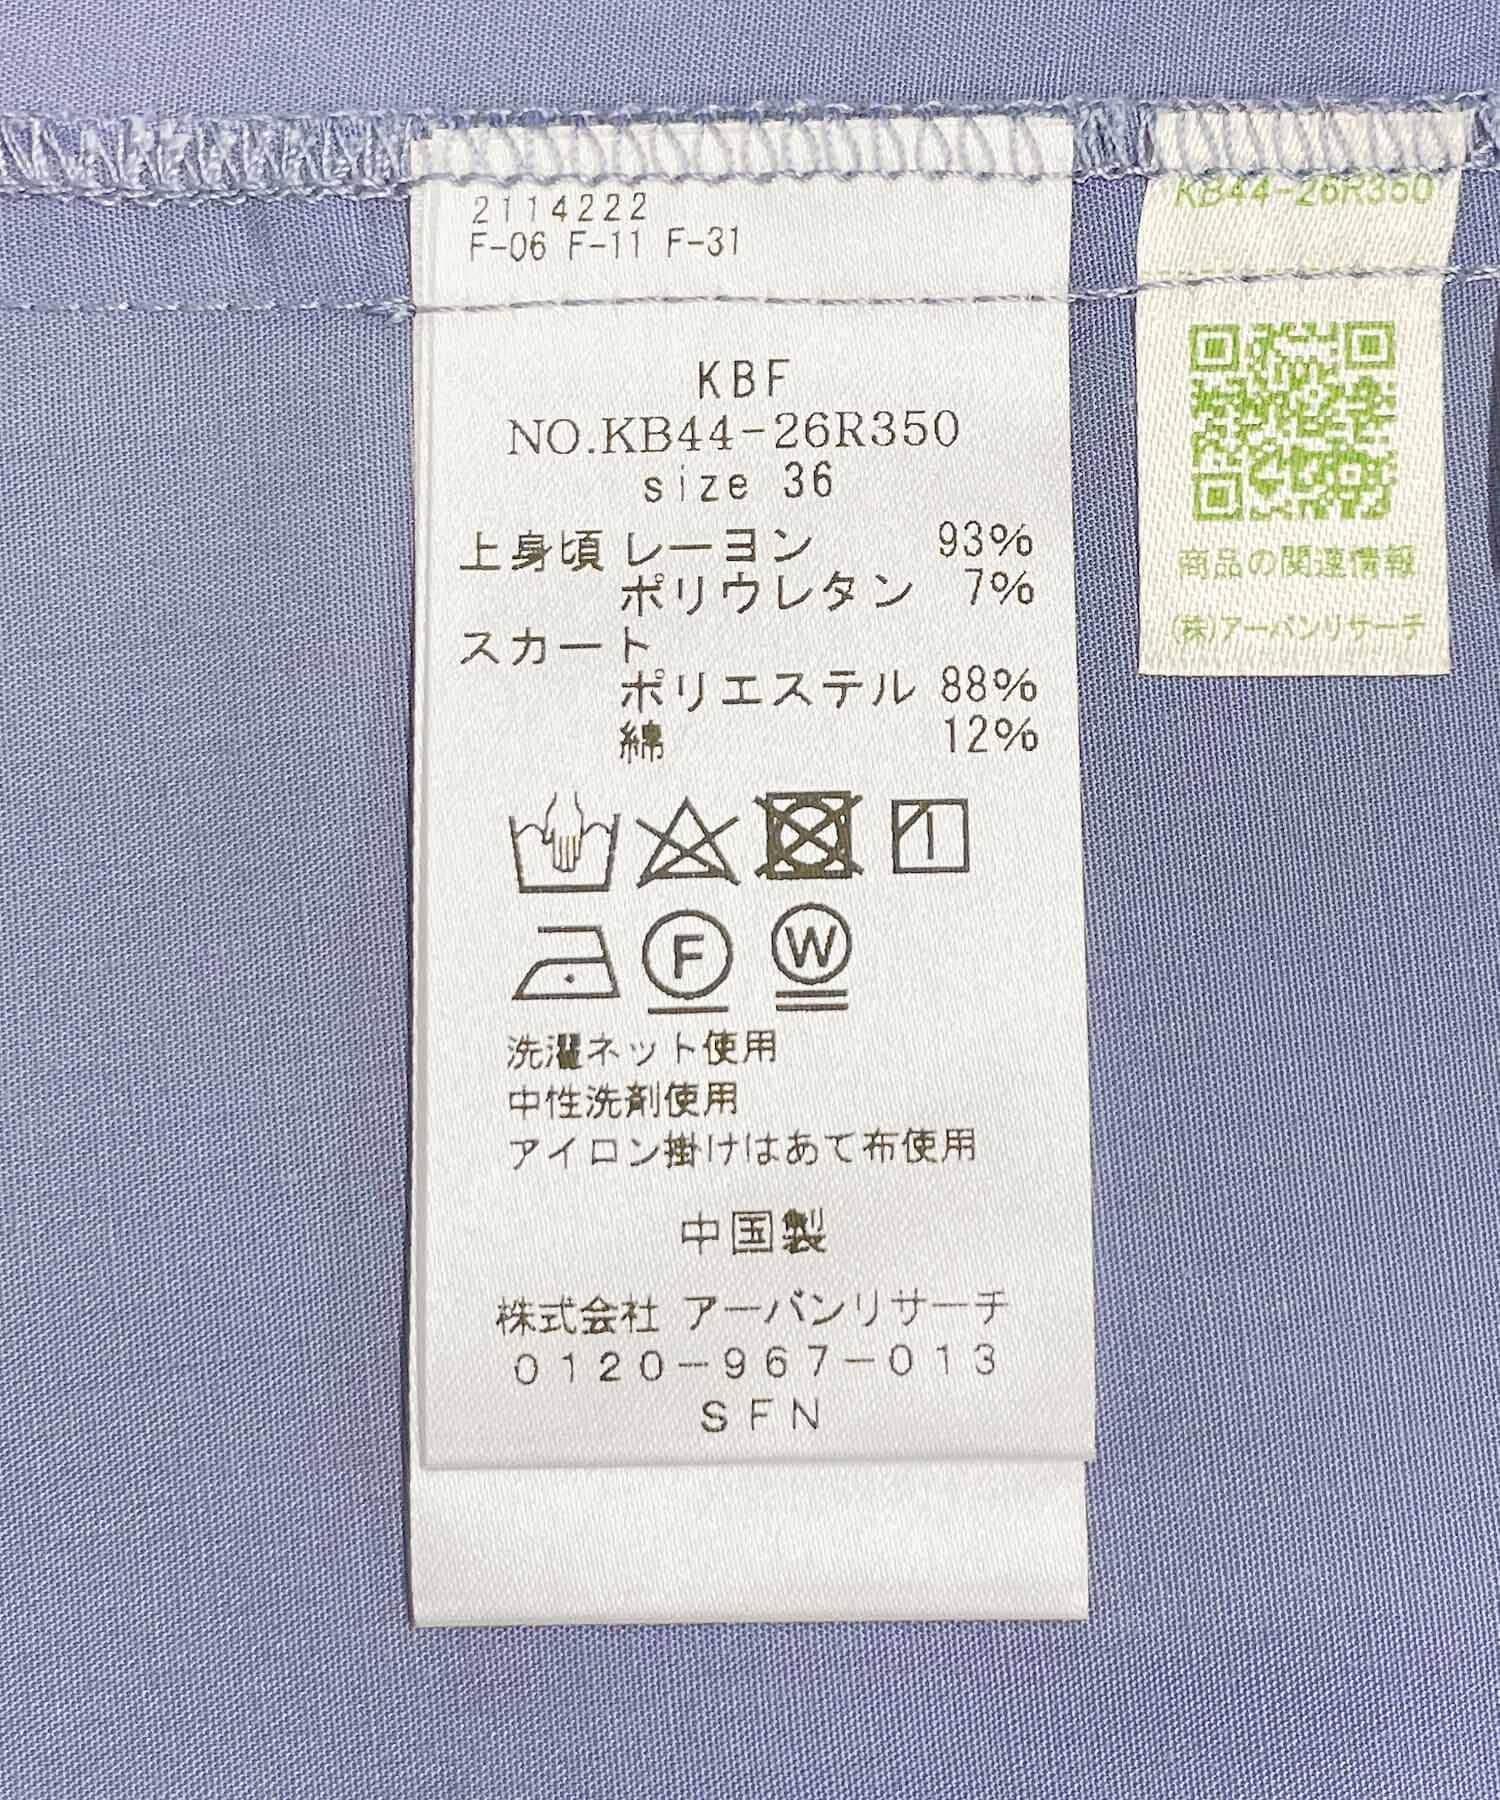 2114222
F-06 F-11 F-31
KBF
NO.KB44-26R350
size 36
上身頃 レーヨン 93%
ポリウレタン 7%
スカート
ポリエステル 88%
綿 12%
F
W
洗濯ネット使用
中性洗剤使用
アイロン掛けはあて布使用
中国製
株式会社 アーバンリサーチ
0120-967-013
SFN
KB44-26R350
商品の関連情報
(株)アーバンリサーチ